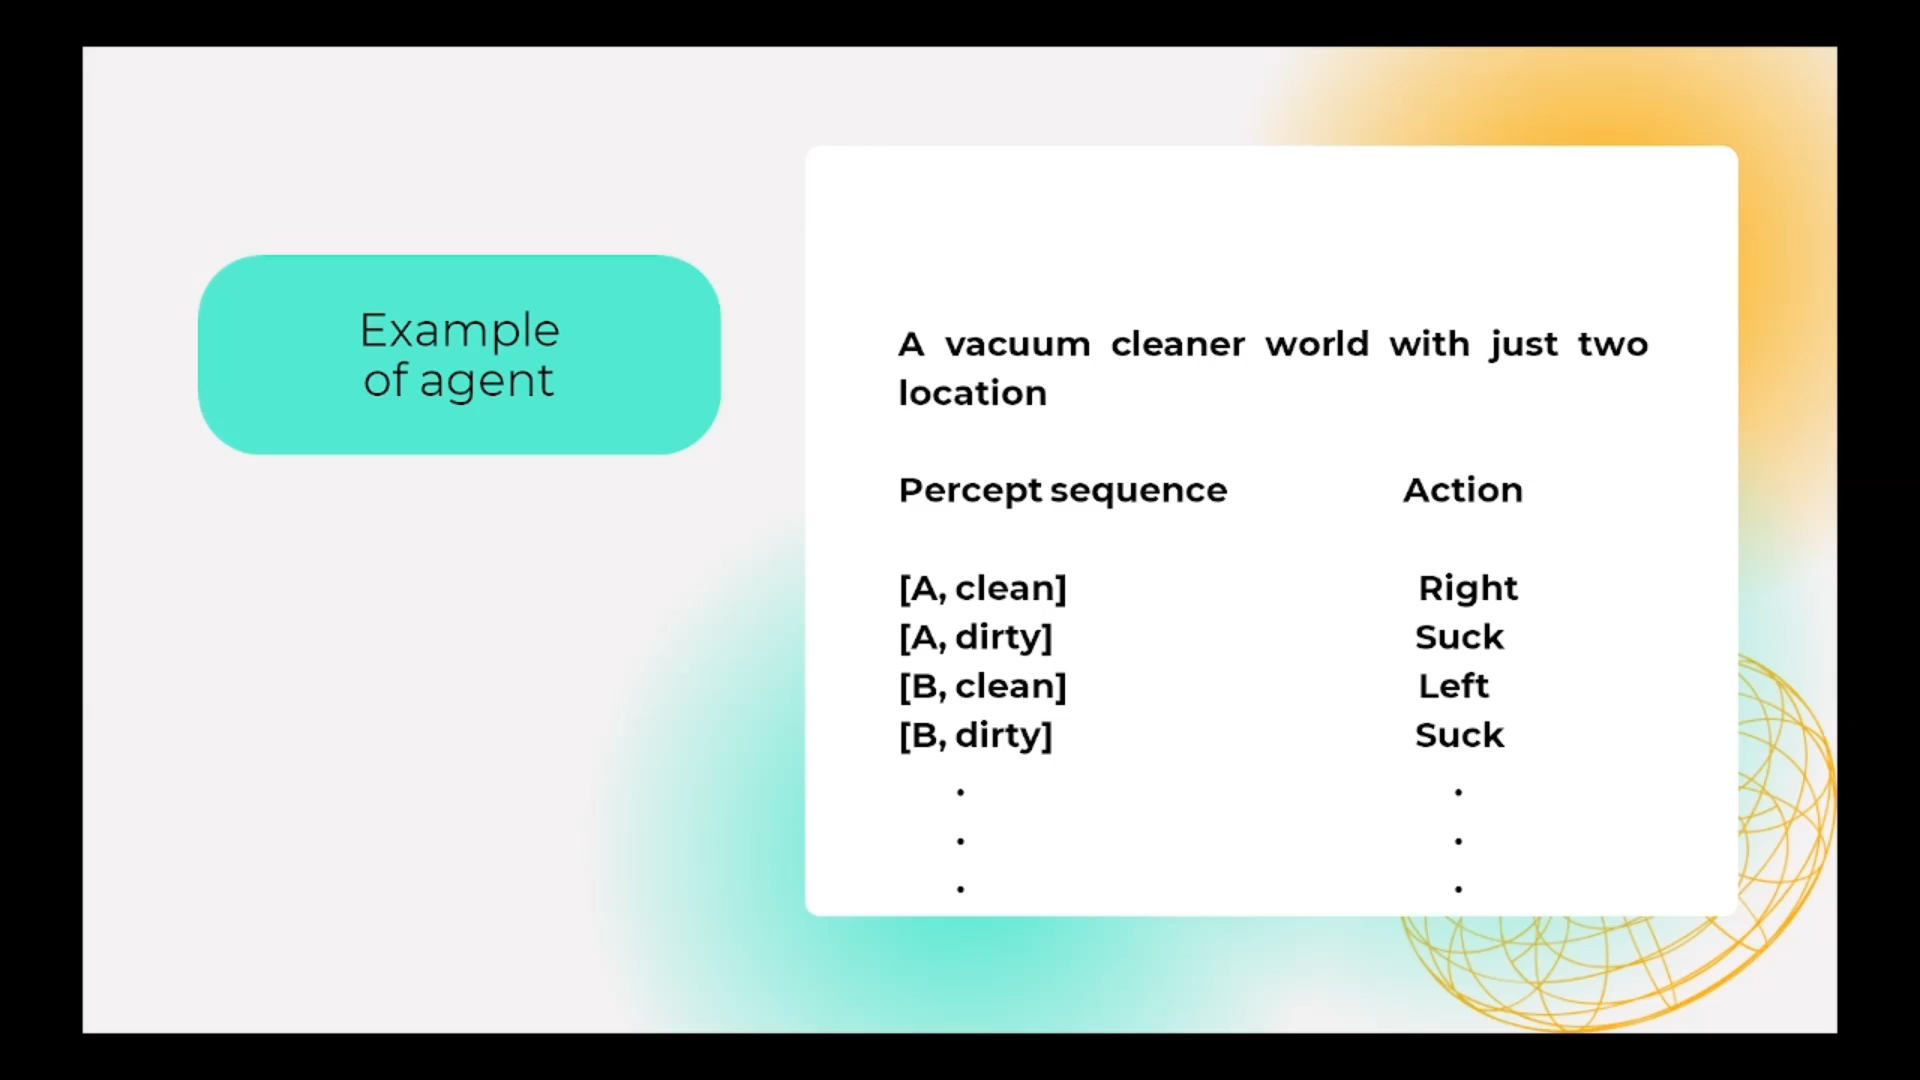 Example
of agent
A vacuum cleaner world with just two
location
Percept sequence Action
[A, clean] Right
[A, dirty] Suck
[B, clean] Left
[B, dirty] Suck
. .
. .
. .